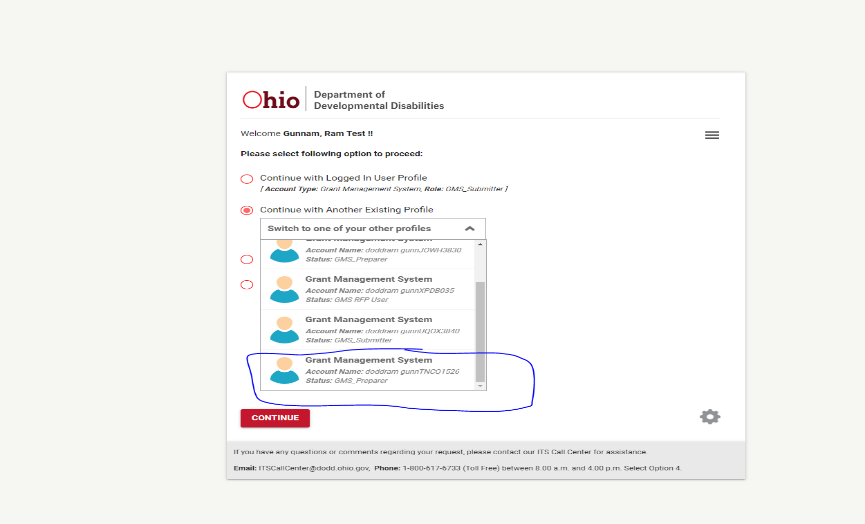 Ohio
Department of
Developmental Disabilities
Welcome Gunnam, Ram Test !!
Please select following option to proceed:
Continue with Logged In User Profile
[ Account Type: Grant Management System, Role: GMS_Submitter ]
Continue with Another Existing Profile
Switch to one of your other profiles
Grant Management System
Account Name: doddram gunnJOWH3830
Status: GMS_Preparer
Grant Management System
Account Name: doddram gunnXPDB035
Status: GMS RFP User
Grant Management System
Account Name: doddram gunnUQOX3840
Status: GMS_Submitter
Grant Management System
Account Name: doddram gunnTNCO1526
Status: GMS_Preparer
CONTINUE
If you have any questions or comments regarding your request, please contact our ITS Call Center for assistance.
Email: ITSCallCenter@dodd.ohio.gov, Phone: 1-800-617-6733 (Toll Free) between 8.00 a.m. and 4.00 p.m. Select Option 4.